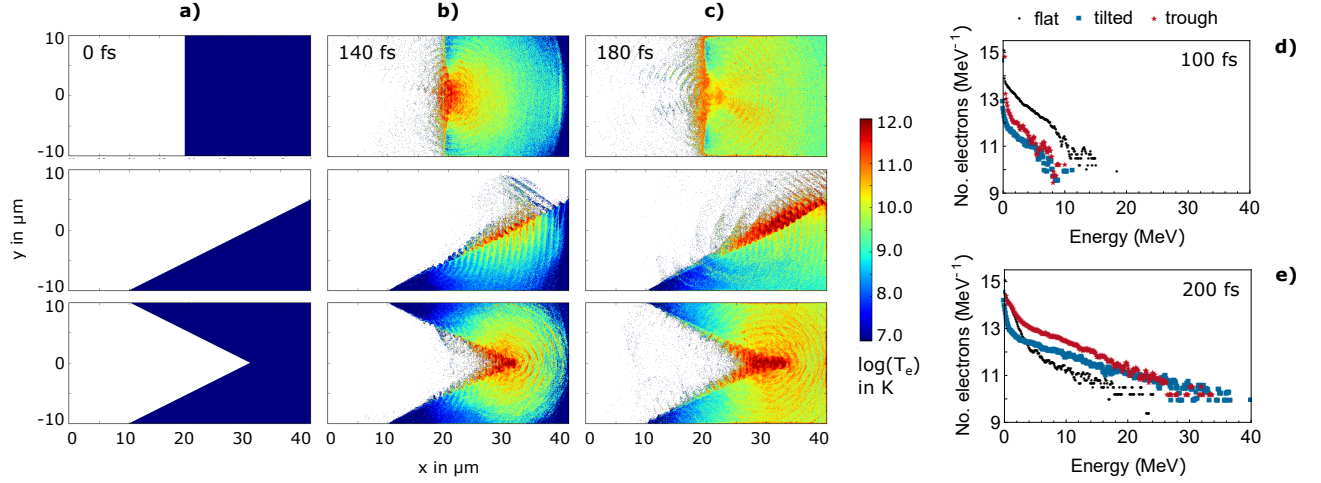 a)
b)
c)
0 fs
140 fs
180 fs
10
0
-10
10
0
-10
10
0
-10
y in µm
0 10 20 30 40
0 10 20 30 40
0 10 20 30 40
x in µm
12.0
11.0
10.0
9.0
8.0
7.0
log(Te)
in K
flat tilted trough
d)
100 fs
15
13
11
9
No. electrons (MeV⁻¹)
0 10 20 30 40
Energy (MeV)
e)
200 fs
15
13
11
9
No. electrons (MeV⁻¹)
0 10 20 30 40
Energy (MeV)